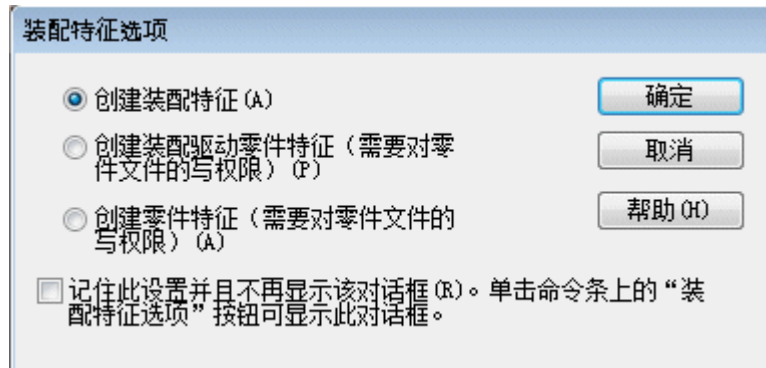 装配特征选项
创建装配特征(A)
确定
创建装配驱动零件特征（需要对零
件文件的写权限）(P)
取消
创建零件特征（需要对零件文件的
写权限）(A)
帮助(H)
记住此设置并且不再显示该对话框(R)。单击命令条上的“装
配特征选项”按钮可显示此对话框。